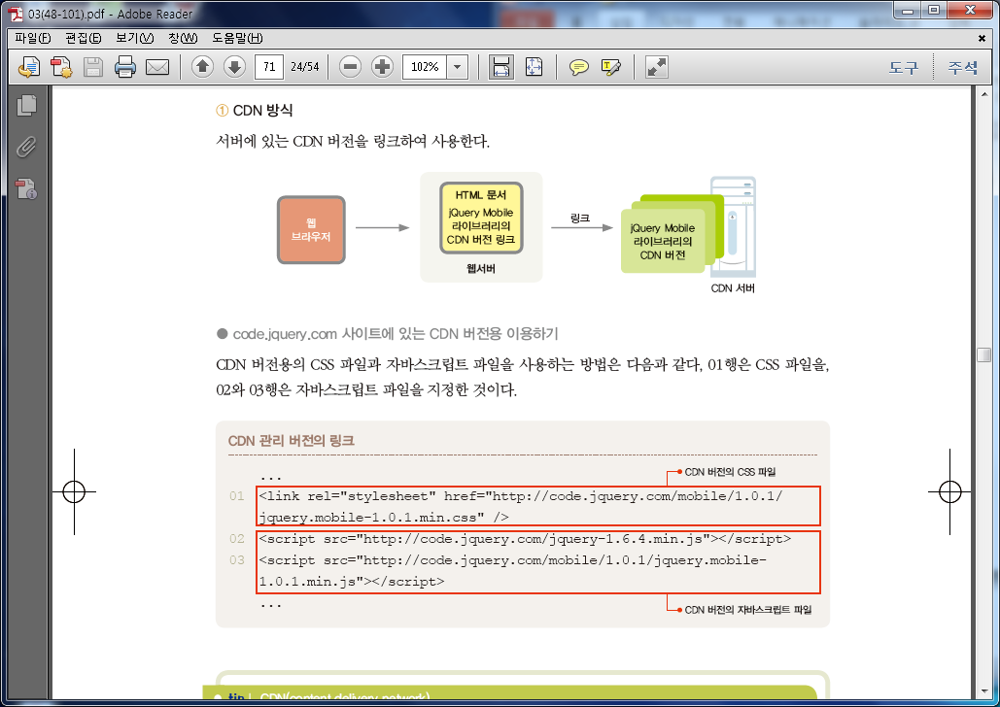 03(48-101).pdf - Adobe Reader
파일(F) 편집(E) 보기(V) 창(W) 도움말(H)
71 24/54 102% 도구 주석
① CDN 방식
서버에 있는 CDN 버전을 링크하여 사용한다.
웹
브라우저
HTML 문서
jQuery Mobile
라이브러리의
CDN 버전 링크
웹서버
링크
jQuery Mobile
라이브러리의
CDN 버전
CDN 서버
● code.jquery.com 사이트에 있는 CDN 버전용 이용하기
CDN 버전용의 CSS 파일과 자바스크립트 파일을 사용하는 방법은 다음과 같다, 01행은 CSS 파일을,
02와 03행은 자바스크립트 파일을 지정한 것이다.
CDN 관리 버전의 링크
...
CDN 버전의 CSS 파일
01 <link rel="stylesheet" href="http://code.jquery.com/mobile/1.0.1/
jquery.mobile-1.0.1.min.css" />
02 <script src="http://code.jquery.com/jquery-1.6.4.min.js"></script>
03 <script src="http://code.jquery.com/mobile/1.0.1/jquery.mobile-
1.0.1.min.js"></script>
...
CDN 버전의 자바스크립트 파일
tip | CDN(content delivery network)